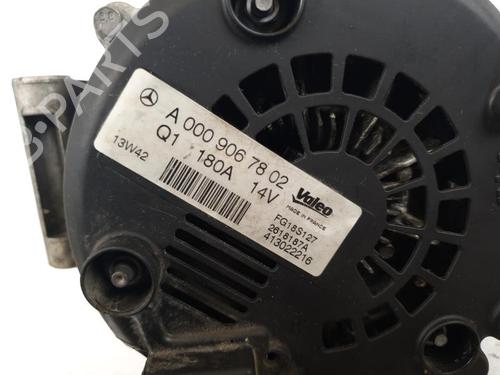 B-PARTS
A 000 906 78 02
Q1 180A 14V
13W42
Valeo
MADE IN FRANCE
FG18S127
2618187A
413022216